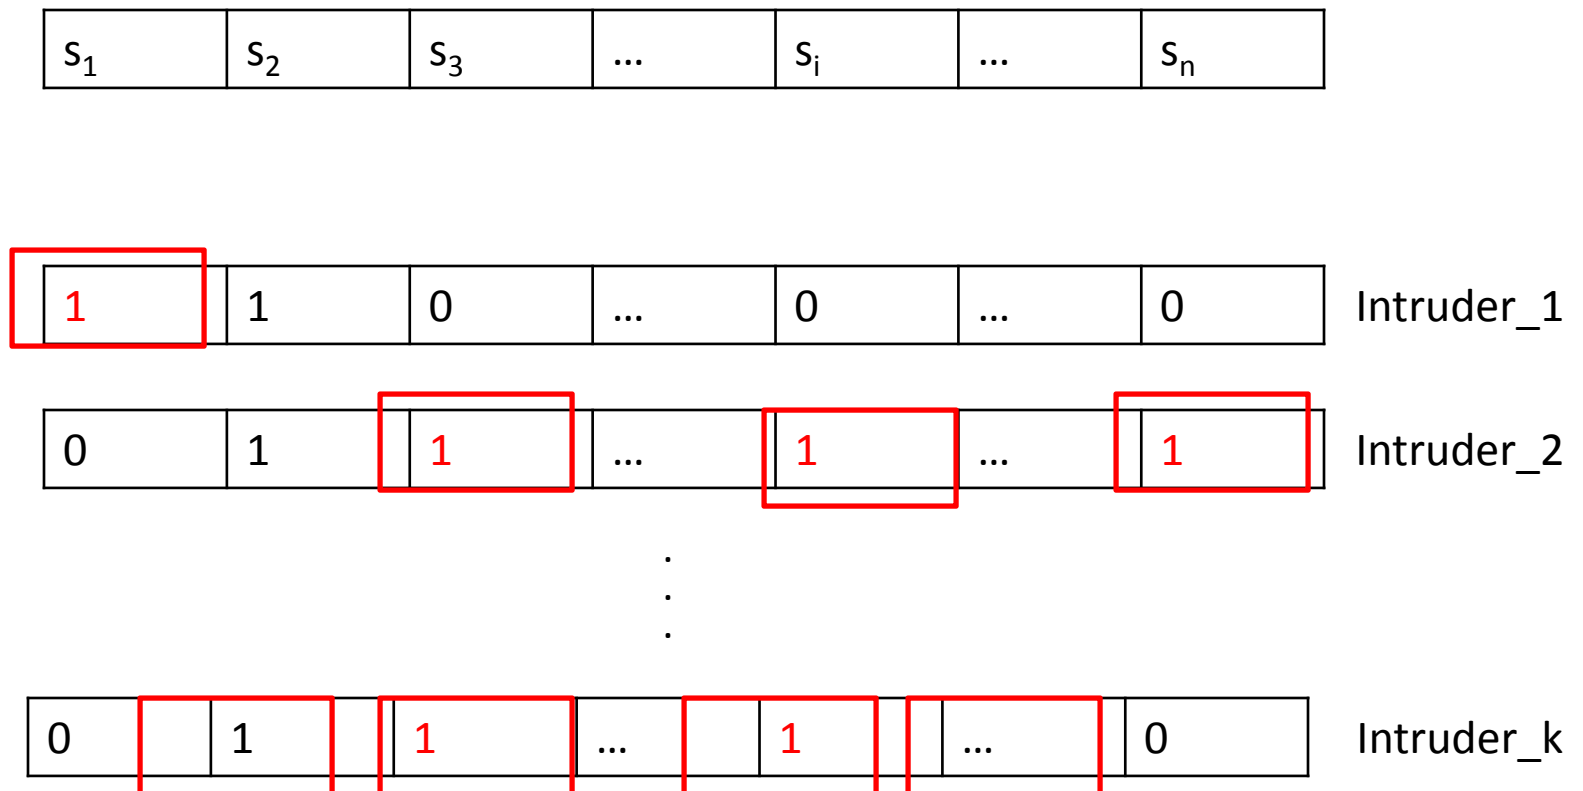 s₁ s₂ s₃ ... sᵢ ... sₙ
1 1 0 ... 0 ... 0 Intruder_1
0 1 1 ... 1 ... 1 Intruder_2
.
.
.
0 1 1 ... 1 ... 0 Intruder_k